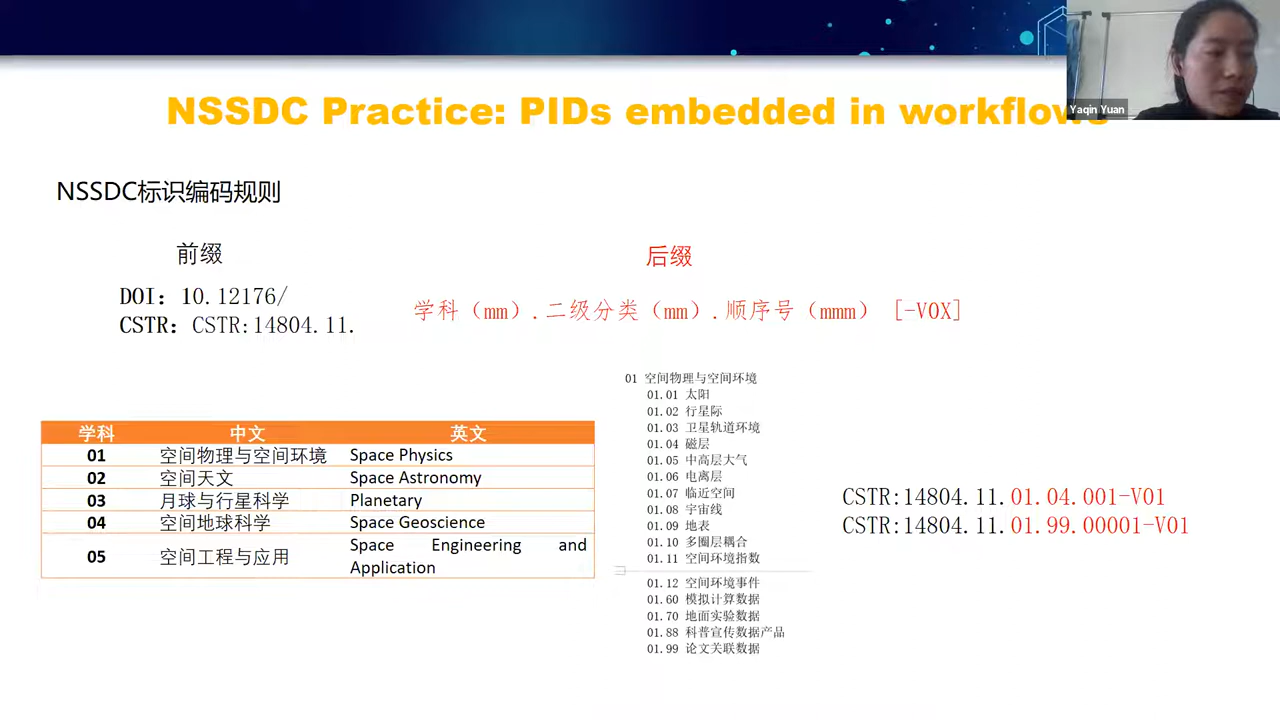 NSSDC Practice: PIDs embedded in workflows
Yaqin Yuan
NSSDC标识编码规则
前缀
后缀
DOI：10.12176/
CSTR：CSTR:14804.11.
学科（mm）.二级分类（mm）.顺序号（mmm） [-V0X]
学科 中文 英文
01 空间物理与空间环境 Space Physics
02 空间天文 Space Astronomy
03 月球与行星科学 Planetary
04 空间地球科学 Space Geoscience
05 空间工程与应用 Space Engineering and
Application
01 空间物理与空间环境
01.01 太阳
01.02 行星际
01.03 卫星轨道环境
01.04 磁层
01.05 中高层大气
01.06 电离层
01.07 临近空间
01.08 宇宙线
01.09 地表
01.10 多圈层耦合
01.11 空间环境指数
01.12 空间环境事件
01.60 模拟计算数据
01.70 地面实验数据
01.88 科普宣传数据产品
01.99 论文关联数据
CSTR:14804.11.01.04.001-V01
CSTR:14804.11.01.99.00001-V01